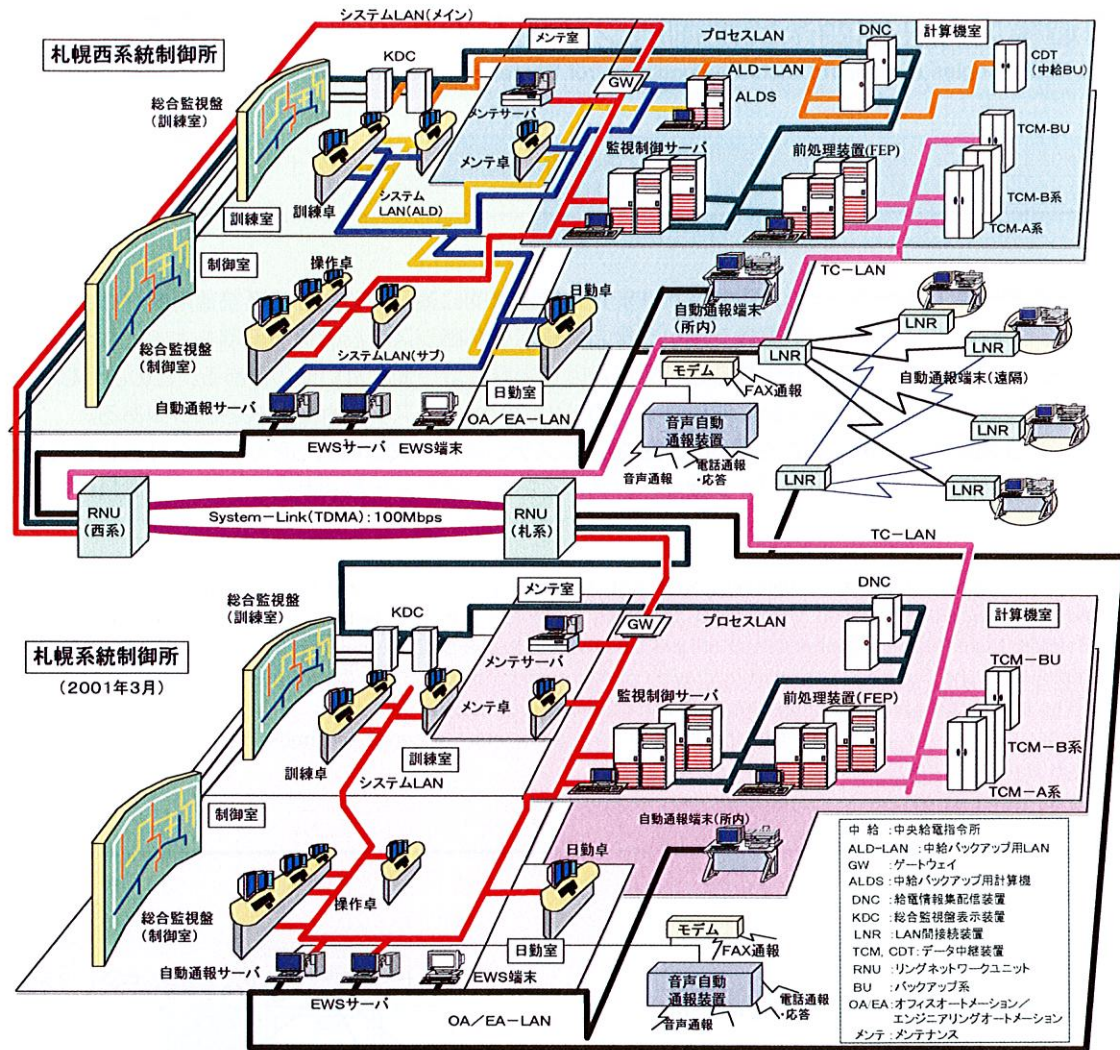 システムLAN(メイン)
札幌西系統制御所
KDC
メンテ室
プロセスLAN
DNC
計算機室
CDT
(中給BU)
総合監視盤
(訓練室)
GW
ALD-LAN
ALDS
メンテサーバ
TCM-BU
メンテ卓
監視制御サーバ
前処理装置(FEP)
訓練卓
システム
LAN(ALD)
TCM-B系
訓練室
TCM-A系
制御室
操作卓
TC-LAN
日勤卓
自動通報端末
(所内)
LNR
LNR
LNR
総合監視盤
(制御室)
システムLAN(サブ)
モデム
FAX通報
自動通報端末(遠隔)
自動通報サーバ
日勤室
OA/EA-LAN
LNR
EWSサーバ
EWS端末
音声自動
通報装置
音声通報
電話通報
・応答
LNR
LNR
RNU
(西系)
System-Link(TDMA):100Mbps
RNU
(札系)
TC-LAN
総合監視盤
(訓練室)
KDC
メンテ室
DNC
GW
プロセスLAN
計算機室
札幌系統制御所
(2001年3月)
メンテサーバ
監視制御サーバ
前処理装置(FEP)
TCM-BU
メンテ卓
訓練卓
訓練室
TCM-B系
システムLAN
TCM-A系
制御室
自動通報端末(所内)
日勤卓
操作卓
総合監視盤
(制御室)
モデム
FAX通報
日勤室
自動通報サーバ
EWS端末
EWSサーバ
OA/EA-LAN
音声自動
通報装置
音声通報
電話通報
・応答
中 給 :中央給電指令所
ALD-LAN :中給バックアップ用LAN
GW :ゲートウェイ
ALDS :中給バックアップ用計算機
DNC :給電情報集配信装置
KDC :総合監視盤表示装置
LNR :LAN間接続装置
TCM, CDT:データ中継装置
RNU :リングネットワークユニット
BU :バックアップ系
OA/EA:オフィスオートメーション/
エンジニアリングオートメーション
メンテ :メンテナンス